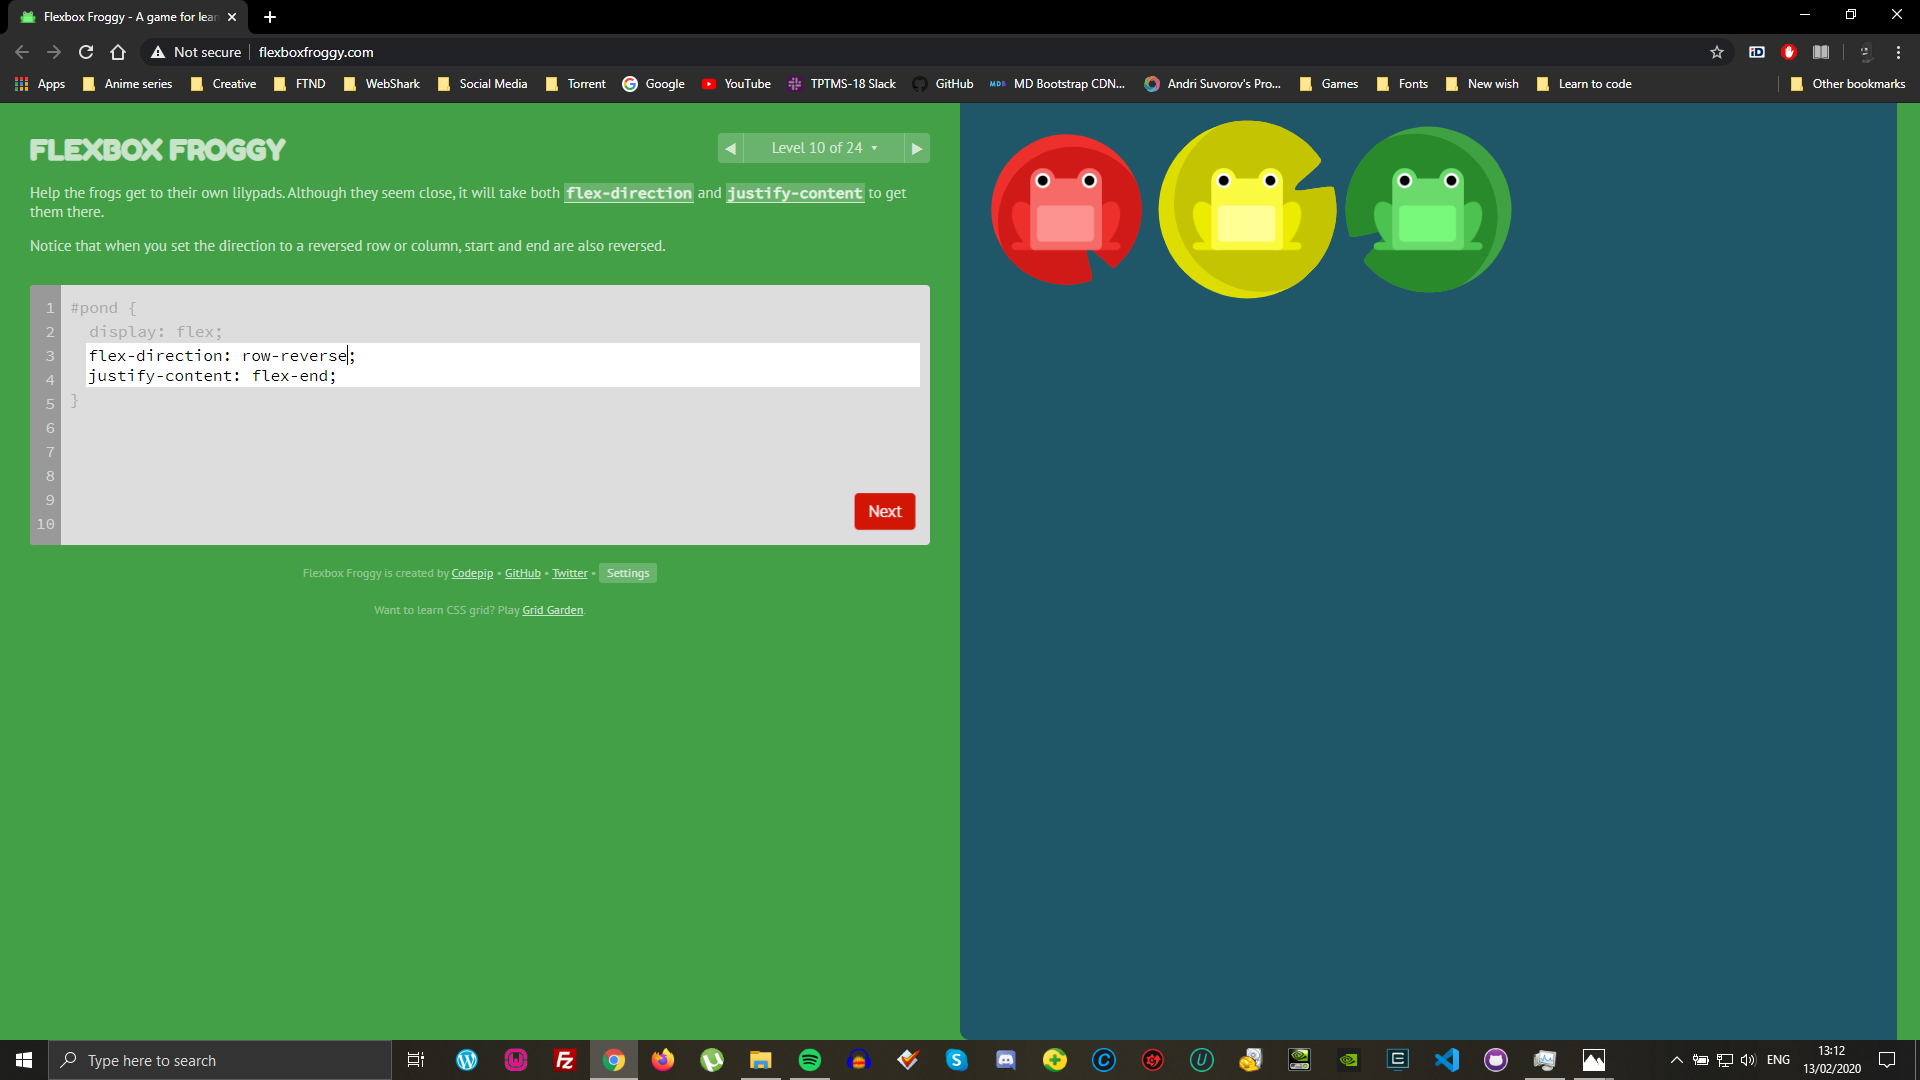 Flexbox Froggy - A game for lear
Not secure
flexboxfroggy.com
Apps
Anime series
Creative
FTND
WebShark
Social Media
Torrent
Google
YouTube
TPTMS-18 Slack
GitHub
MD Bootstrap CDN...
Andri Suvorov's Pro...
Games
Fonts
New wish
Learn to code
Other bookmarks
FLEXBOX FROGGY
Level 10 of 24
Help the frogs get to their own lilypads. Although they seem close, it will take both flex-direction and justify-content to get
them there.
Notice that when you set the direction to a reversed row or column, start and end are also reversed.
1 #pond {
2 display: flex;
3 flex-direction: row-reverse;
4 justify-content: flex-end;
5 }
6
7
8
9
10
Next
Flexbox Froggy is created by Codepip • GitHub • Twitter • Settings
Want to learn CSS grid? Play Grid Garden.
Type here to search
ENG
13:12
13/02/2020